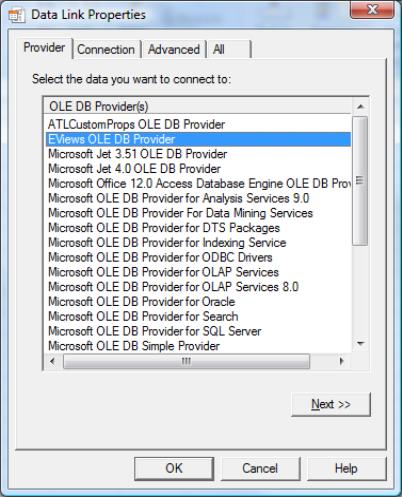 Data Link Properties
Provider Connection Advanced All
Select the data you want to connect to:
OLE DB Provider(s)
ATLCustomProps OLE DB Provider
EViews OLE DB Provider
Microsoft Jet 3.51 OLE DB Provider
Microsoft Jet 4.0 OLE DB Provider
Microsoft Office 12.0 Access Database Engine OLE DB Prov
Microsoft OLE DB Provider for Analysis Services 9.0
Microsoft OLE DB Provider For Data Mining Services
Microsoft OLE DB Provider for DTS Packages
Microsoft OLE DB Provider for Indexing Service
Microsoft OLE DB Provider for ODBC Drivers
Microsoft OLE DB Provider for OLAP Services
Microsoft OLE DB Provider for OLAP Services 8.0
Microsoft OLE DB Provider for Oracle
Microsoft OLE DB Provider for Search
Microsoft OLE DB Provider for SQL Server
Microsoft OLE DB Simple Provider
Next >>
OK Cancel Help